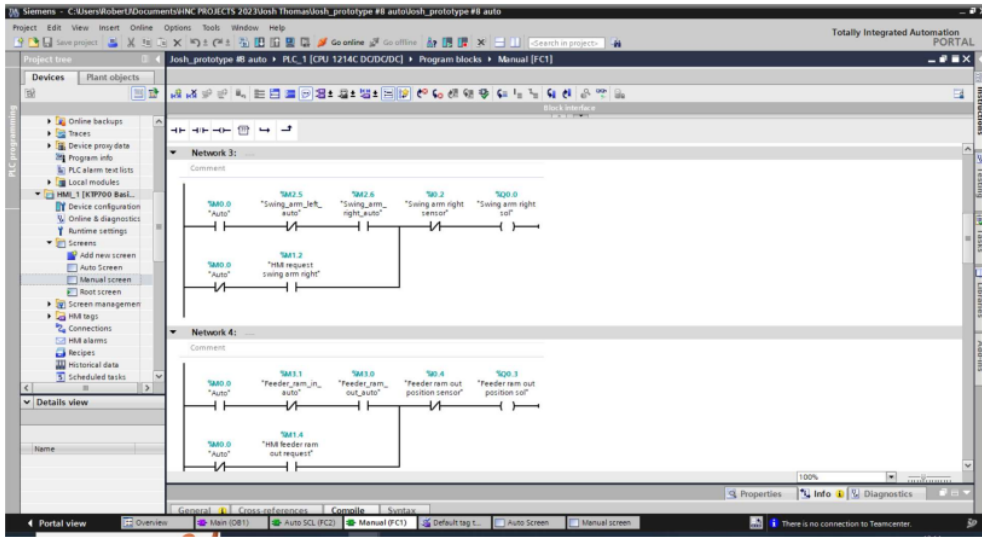 Siemens - C:\Users\RobertJ\Documents\HNC PROJECTS 2023\Josh Thomas\Josh_prototype #8 auto\Josh_prototype #8 auto
Project Edit View Insert Online Options Tools Window Help
Totally Integrated Automation
PORTAL
Save project
Go online
Go offline
<Search in project>
Project tree
Josh_prototype #8 auto ▸ PLC_1 [CPU 1214C DC/DC/DC] ▸ Program blocks ▸ Manual [FC1]
Devices
Plant objects
Block interface
PLC programming
Online backups
Traces
Device proxy data
Program info
PLC alarm text lists
Local modules
HMI_1 [KTP700 Basi...
Device configuration
Online & diagnostics
Runtime settings
Screens
Add new screen
Auto Screen
Manual screen
Root screen
Screen managemen
HMI tags
Connections
HMI alarms
Recipes
Historical data
Scheduled tasks
Details view
Name
Network 3: ....
Comment
%M0.0
"Auto"
%M2.5
"Swing_arm_left_
auto"
%M2.6
"Swing_arm_
right_auto"
%I0.2
"Swing arm right
sensor"
%Q0.0
"Swing arm right
sol"
%M0.0
"Auto"
%M1.2
"HMI request
swing arm right"
Network 4: ....
Comment
%M0.0
"Auto"
%M3.1
"Feeder_ram_in_
auto"
%M3.0
"Feeder_ram_
out_auto"
%I0.4
"Feeder ram out
position sensor"
%Q0.3
"Feeder ram out
position sol"
%M0.0
"Auto"
%M1.4
"HMI feeder ram
out request"
100%
Properties
Info
Diagnostics
General
Cross-references
Compile
Syntax
Instructions
Testing
Tasks
Libraries
Add-ons
Portal view
Overview
Main (OB1)
Auto SCL (FC2)
Manual (FC1)
Default tag t...
Auto Screen
Manual screen
There is no connection to Teamcenter.